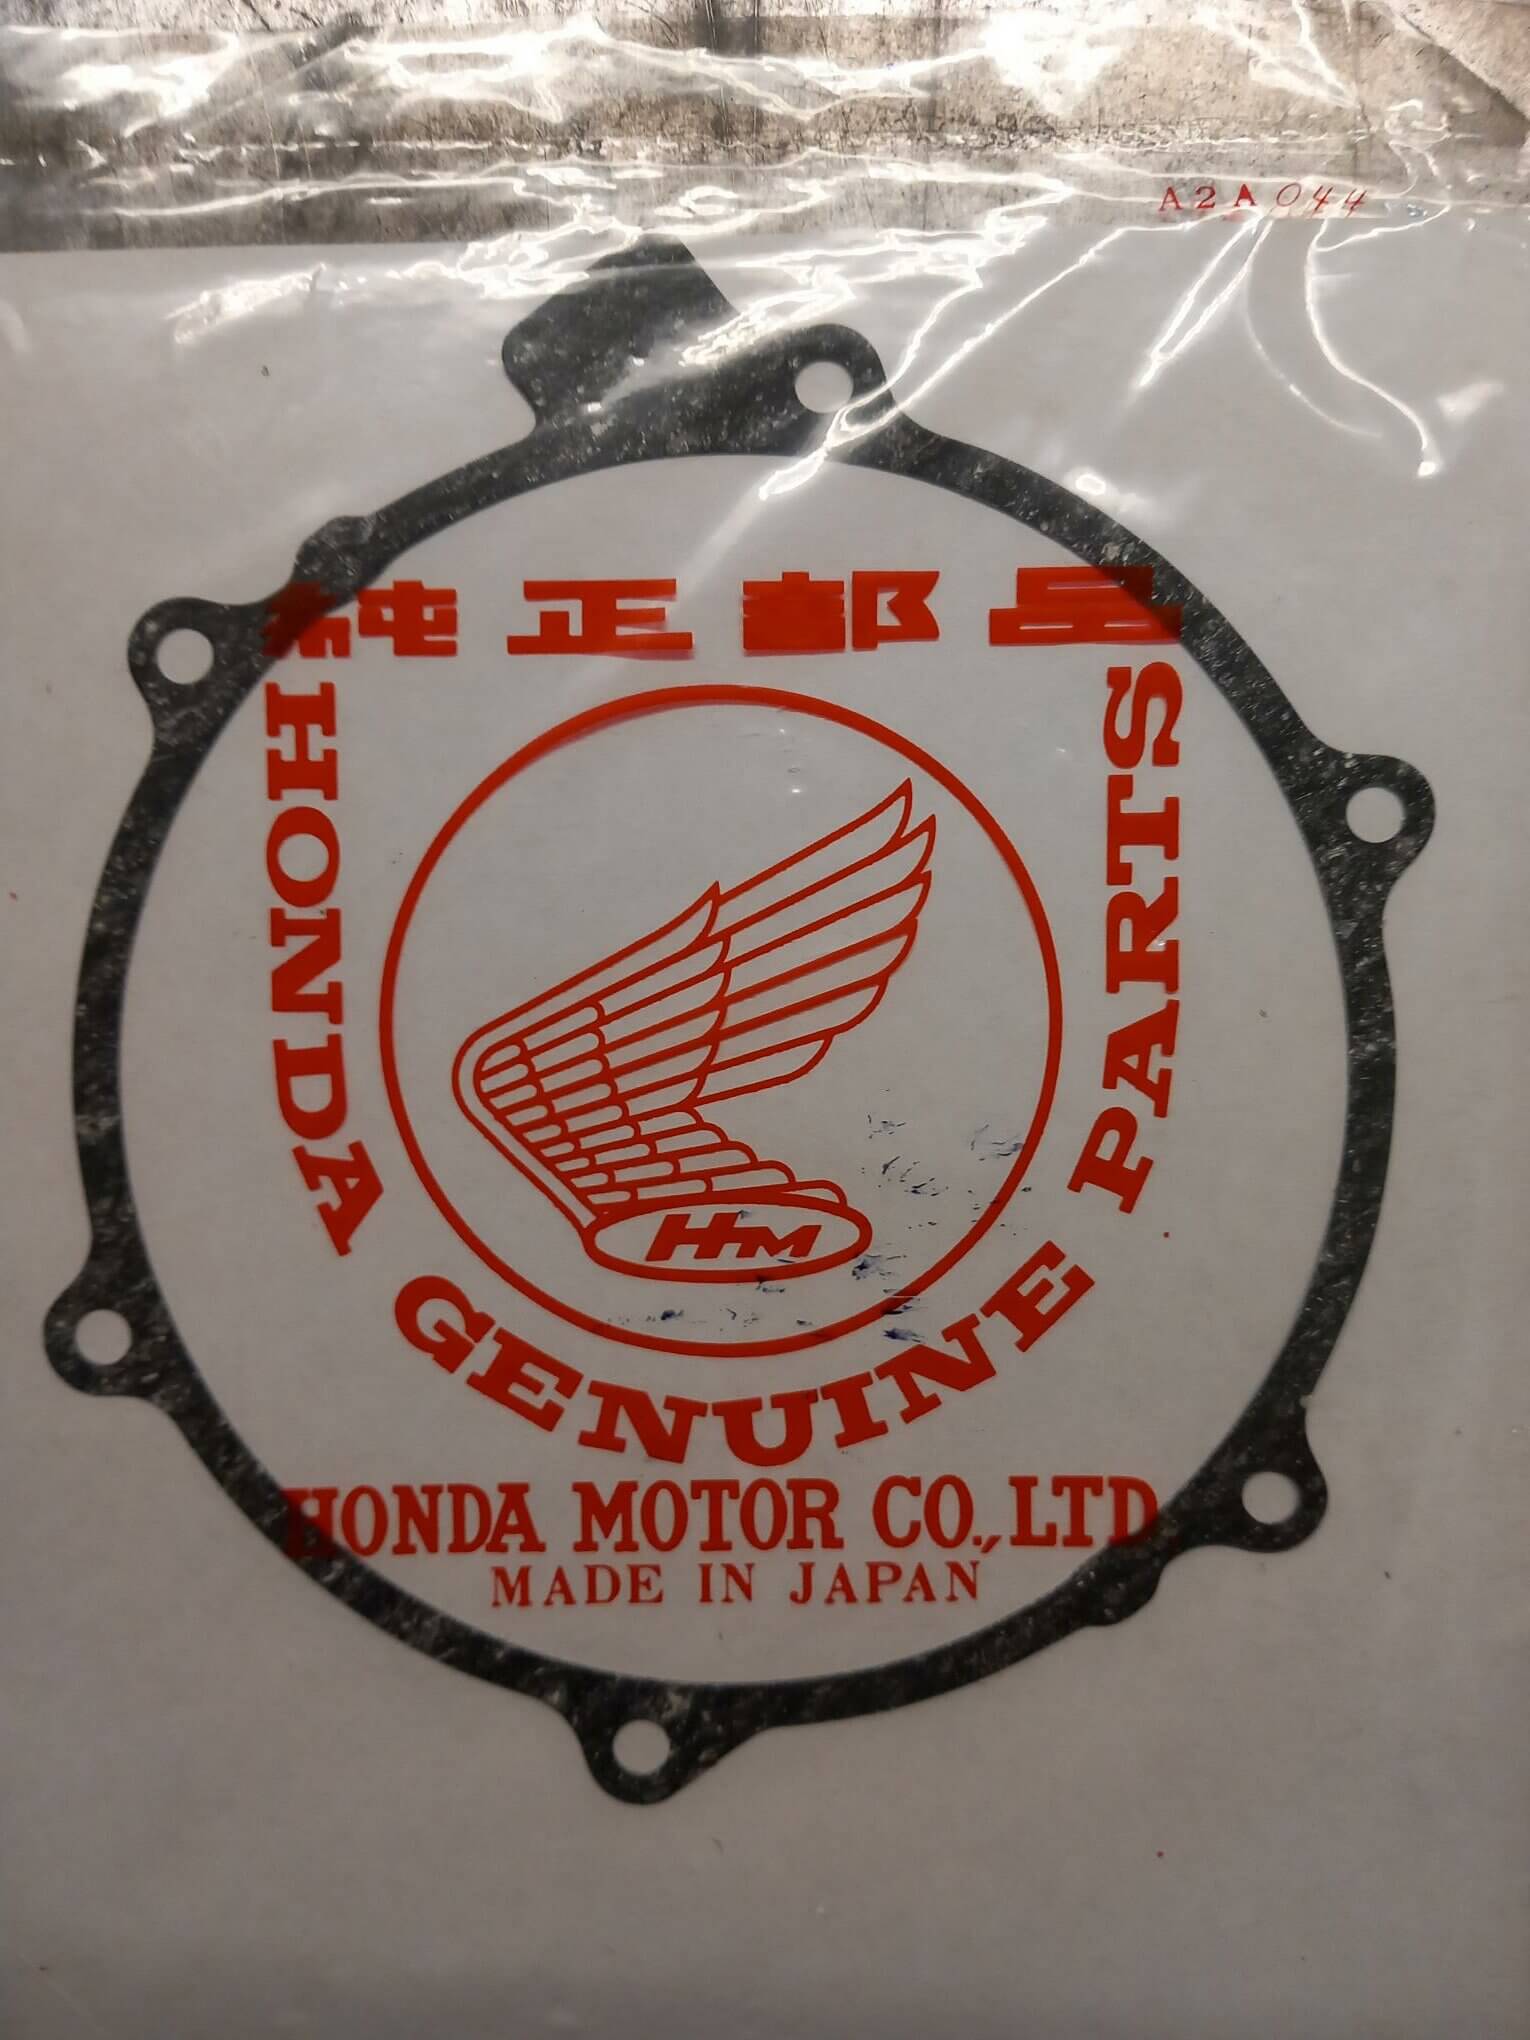 A2A044
純正部品
HONDA GENUINE PARTS
HM
HONDA MOTOR CO., LTD.
MADE IN JAPAN